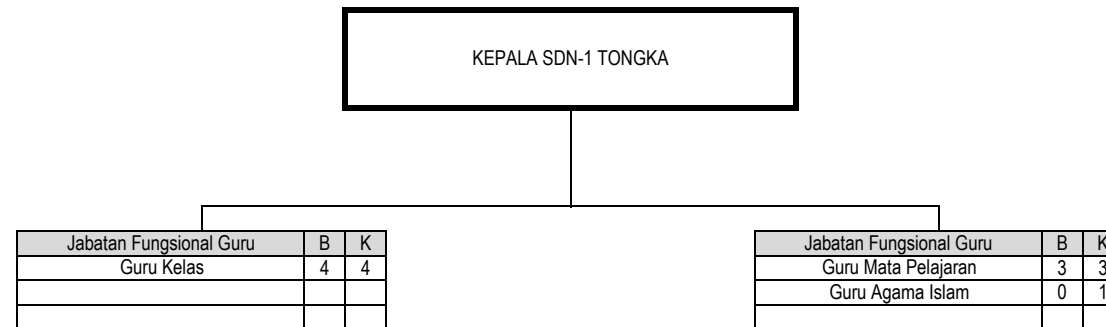 KEPALA SDN-1 TONGKA
Jabatan Fungsional Guru B K
Guru Kelas 4 4
Jabatan Fungsional Guru B K
Guru Mata Pelajaran 3 3
Guru Agama Islam 0 1